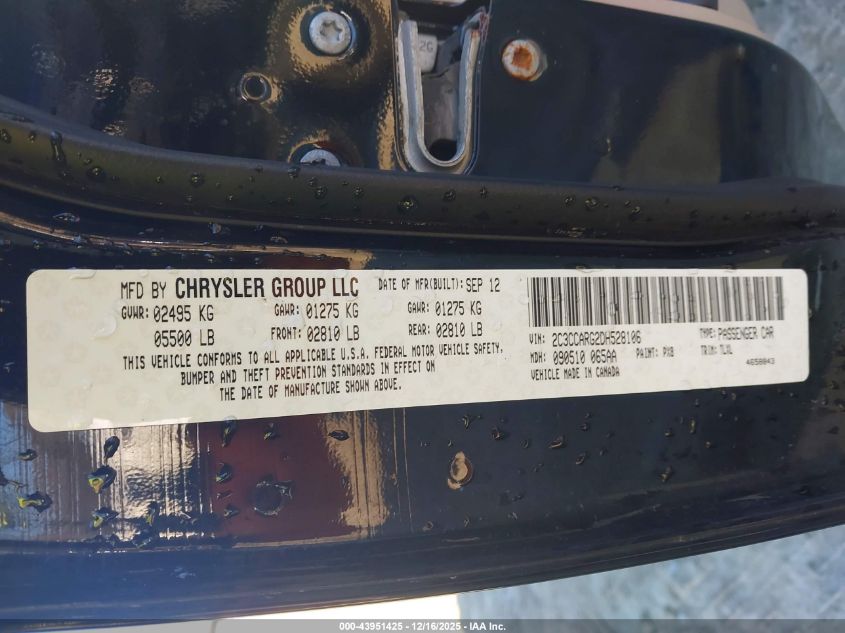 2G
MFD BY CHRYSLER GROUP LLC DATE OF MFR(BUILT): SEP 12
GVWR: 02495 KG GAWR: 01275 KG GAWR: 01275 KG
05500 LB FRONT: 02810 LB REAR: 02810 LB
THIS VEHICLE CONFORMS TO ALL APPLICABLE U.S.A. FEDERAL MOTOR VEHICLE SAFETY,
BUMPER AND THEFT PREVENTION STANDARDS IN EFFECT ON
THE DATE OF MANUFACTURE SHOWN ABOVE.
VIN: 2C3CCARG2DH528106 TYPE: PASSENGER CAR
MDH: 090510 065AA PAINT: PX8 TRIM: TLXL
VEHICLE MADE IN CANADA 4658843
000-43951425 - 12/16/2025 - IAA Inc.